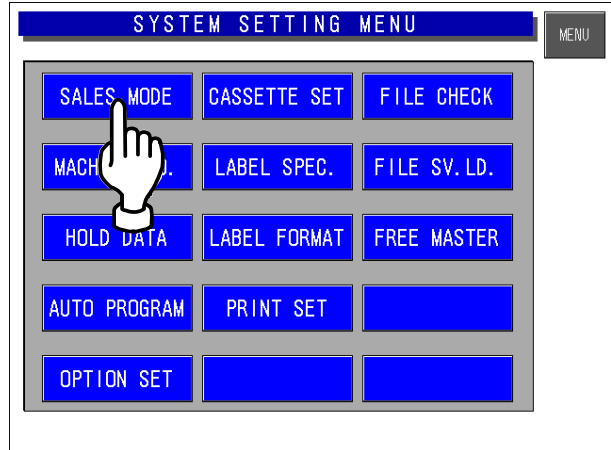 SYSTEM SETTING MENU
MENU
SALES MODE CASSETTE SET FILE CHECK
LABEL SPEC. FILE SV.LD.
HOLD DATA LABEL FORMAT FREE MASTER
AUTO PROGRAM PRINT SET
OPTION SET